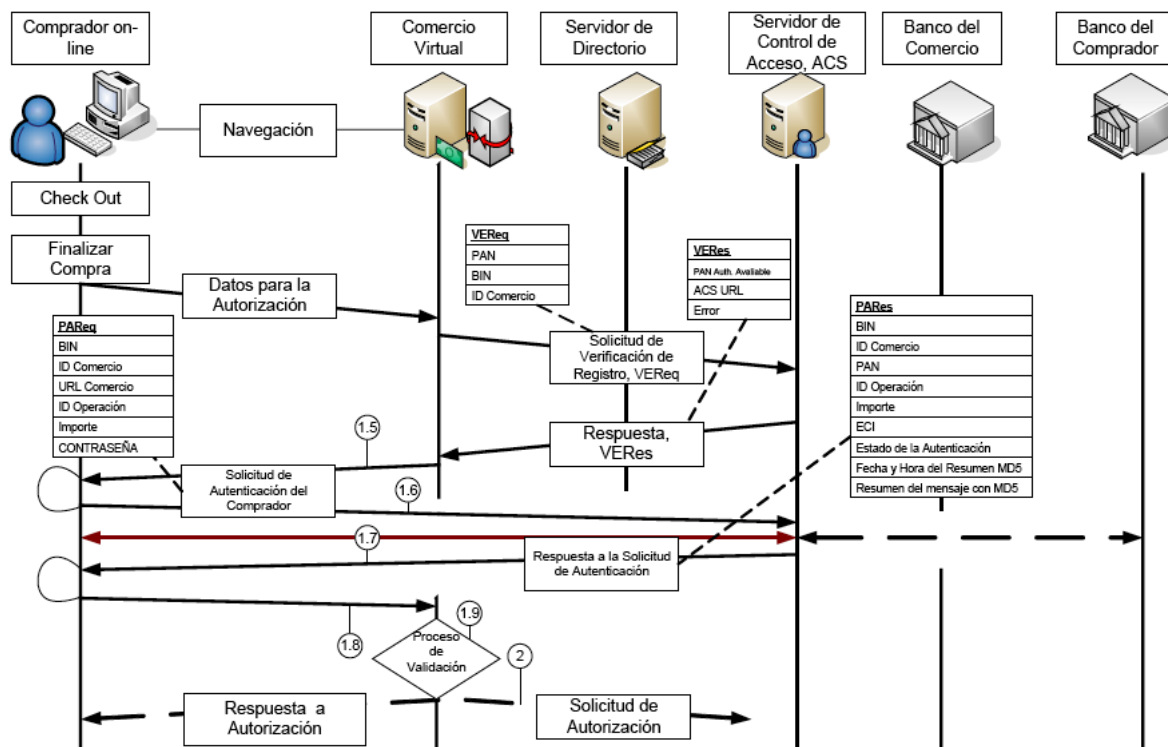 Comprador on-
line
Comercio
Virtual
Servidor de
Directorio
Servidor de
Control de
Acceso, ACS
Banco del
Comercio
Banco del
Comprador
Navegación
Check Out
Finalizar
Compra
VEReq
PAN
BIN
ID Comercio
VERes
PAN Auth. Avaliable
ACS URL
Error
Datos para la
Autorización
PAReq
BIN
ID Comercio
URL Comercio
ID Operación
Importe
CONTRASEÑA
Solicitud de
Verificación de
Registro, VEReq
PARes
BIN
ID Comercio
PAN
ID Operación
Importe
ECI
Estado de la Autenticación
Fecha y Hora del Resumen MD5
Resumen del mensaje con MD5
Respuesta,
VERes
1.5
Solicitud de
Autenticación del
Comprador
1.6
1.7
Respuesta a la Solicitud
de Autenticación
1.8
1.9
Proceso
de
Validación
2
Respuesta a
Autorización
Solicitud de
Autorización